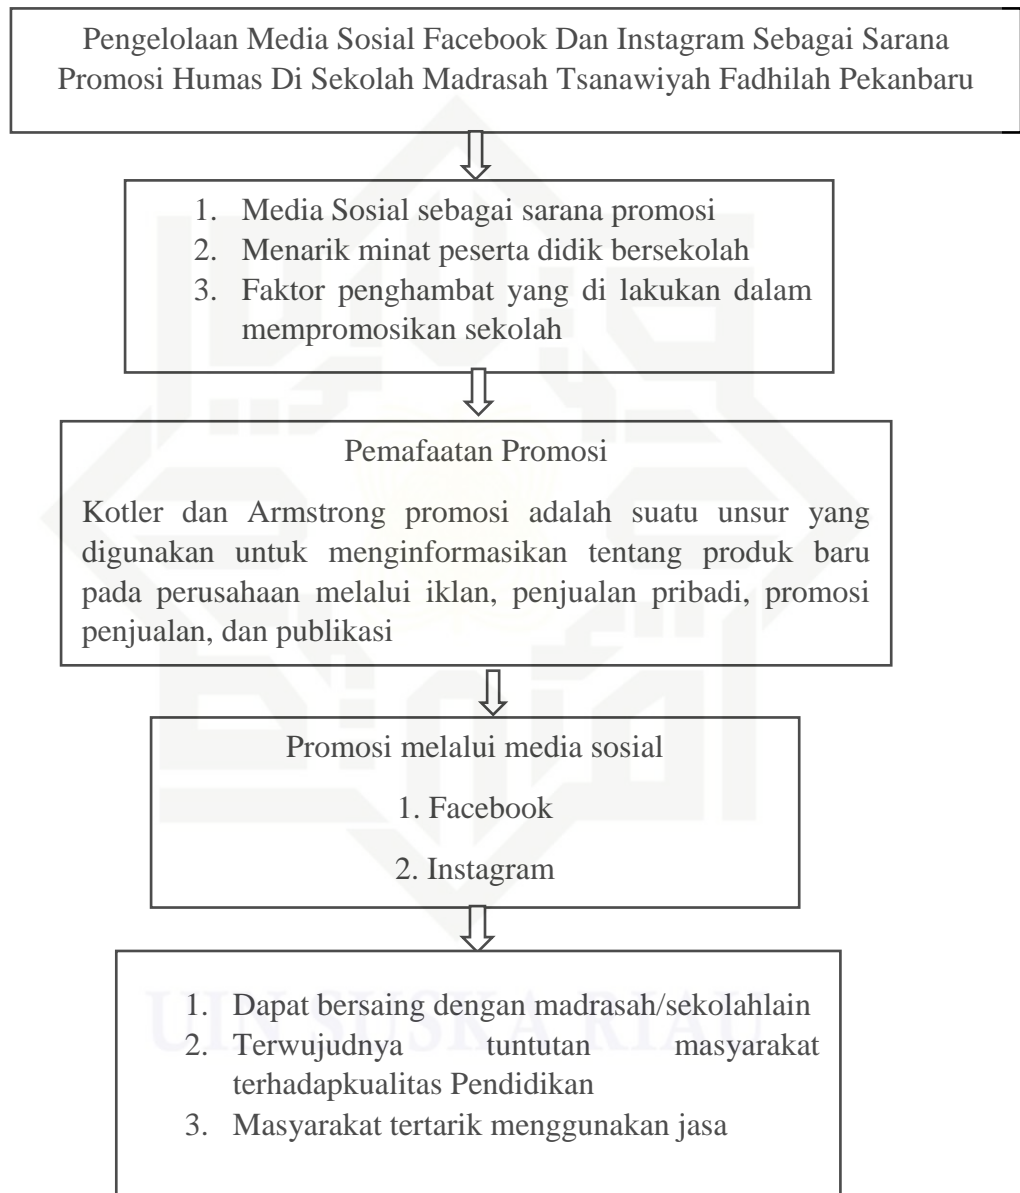 Pengelolaan Media Sosial Facebook Dan Instagram Sebagai Sarana
Promosi Humas Di Sekolah Madrasah Tsanawiyah Fadhilah Pekanbaru
1. Media Sosial sebagai sarana promosi
2. Menarik minat peserta didik bersekolah
3. Faktor penghambat yang di lakukan dalam
mempromosikan sekolah
Pemafaatan Promosi
Kotler dan Armstrong promosi adalah suatu unsur yang
digunakan untuk menginformasikan tentang produk baru
pada perusahaan melalui iklan, penjualan pribadi, promosi
penjualan, dan publikasi
Promosi melalui media sosial
1. Facebook
2. Instagram
UIN SUSKA RIAU
1. Dapat bersaing dengan madrasah/sekolahlain
2. Terwujudnya tuntutan masyarakat
terhadapkualitas Pendidikan
3. Masyarakat tertarik menggunakan jasa